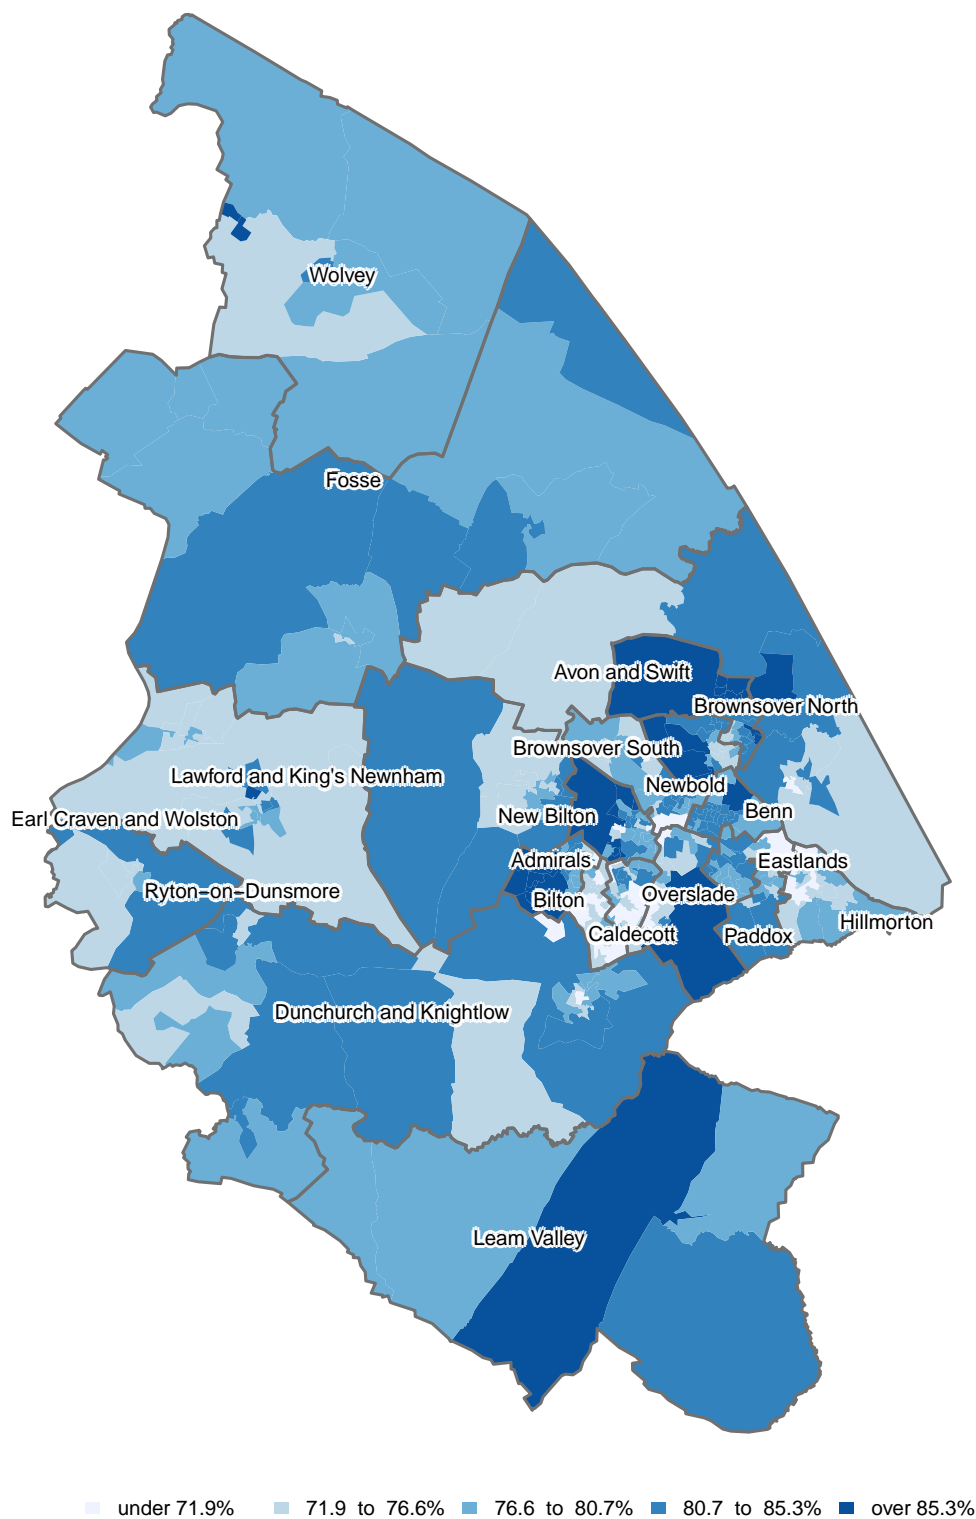 Wolvey
Fosse
Avon and Swift
Brownsover North
Brownsover South
Lawford and King's Newnham
Newbold
Earl Craven and Wolston
New Bilton
Benn
Admirals
Eastlands
Ryton-on-Dunsmore
Bilton
Overslade
Hillmorton
Caldecott
Paddox
Dunchurch and Knightlow
Leam Valley
under 71.9% 71.9 to 76.6% 76.6 to 80.7% 80.7 to 85.3% over 85.3%